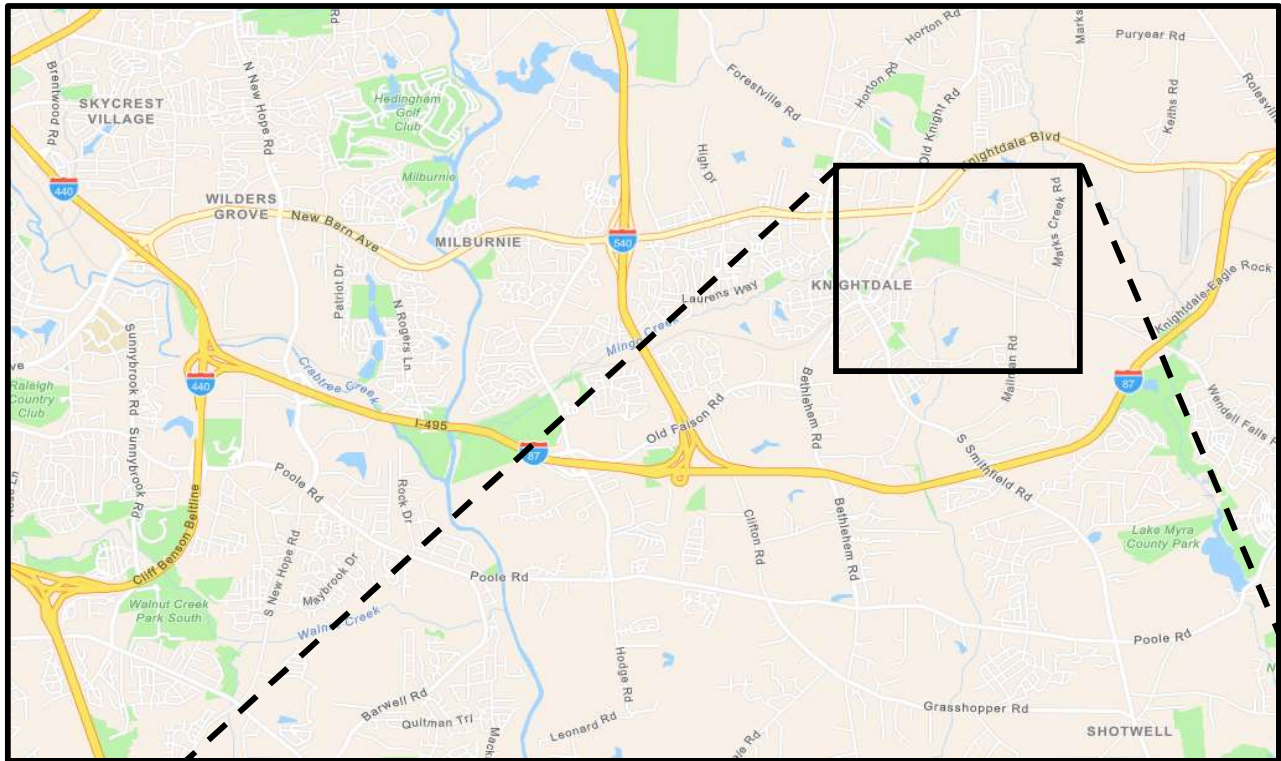 Horton Rd
Marks
Puryear Rd
N New Hope Rd
Brentwood Rd
SKYCREST
VILLAGE
Hedingham
Golf
Club
Forestville Rd
Horton Rd
Old Knight Rd
Keiths Rd
Rolesville
Knightdale Blvd
High Dr
Milburnie
440
WILDERS
GROVE
New Bern Ave
MILBURNIE
540
Marks Creek Rd
Laurens Way
KNIGHTDALE
Knightdale-Eagle Rock
Patriot Dr
N Rogers Ln
Mingo Creek
Crabtree Creek
Sunnybrook Rd
Sunnybrook Rd
ve
Raleigh
Country
Club
440
I-495
87
Old Faison Rd
Bethlehem Rd
Mailman Rd
87
Wendell Falls P
S Smithfield Rd
Poole Rd
Rock Dr
Cliff Benson Beltline
Clifton Rd
Bethlehem Rd
Lake Myra
County Park
S New Hope Rd
Maybrook Dr
Poole Rd
Walnut Creek
Park South
Walnut Creek
Poole Rd
Hodge Rd
Barwell Rd
Quitman Trl
Mack
Leonard Rd
ale Rd
Grasshopper Rd
SHOTWELL
N